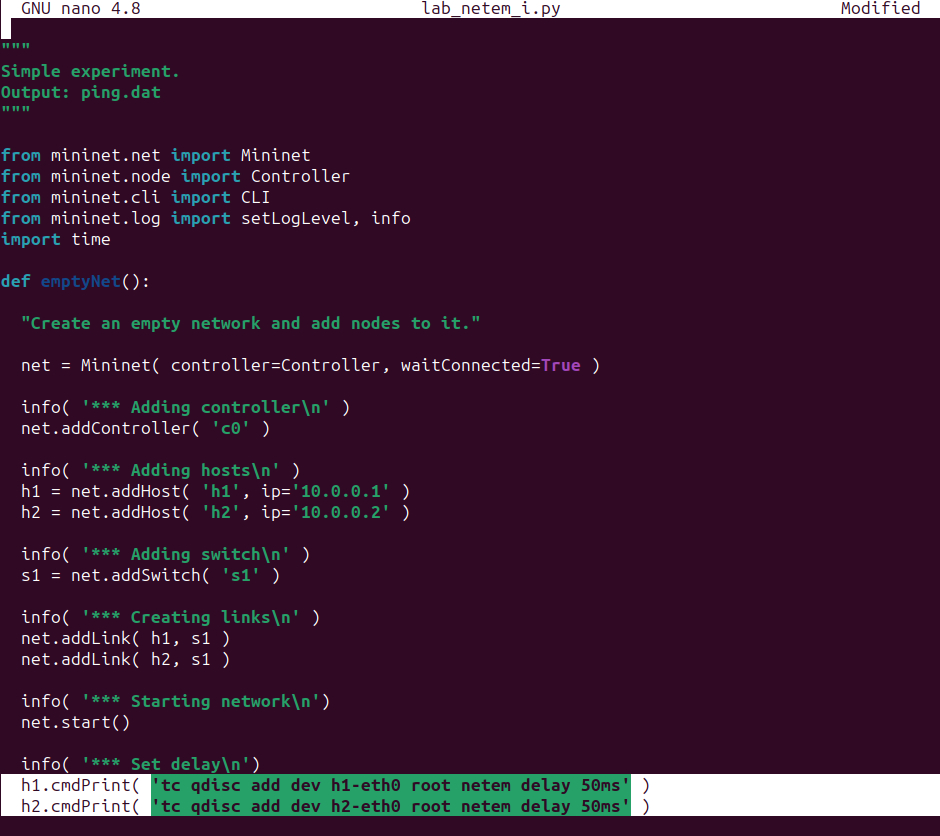 GNU nano 4.8 lab_netem_i.py Modified
"""
Simple experiment.
Output: ping.dat
"""
from mininet.net import Mininet
from mininet.node import Controller
from mininet.cli import CLI
from mininet.log import setLogLevel, info
import time
def emptyNet():
"Create an empty network and add nodes to it."
net = Mininet( controller=Controller, waitConnected=True )
info( '*** Adding controller\n' )
net.addController( 'c0' )
info( '*** Adding hosts\n' )
h1 = net.addHost( 'h1', ip='10.0.0.1' )
h2 = net.addHost( 'h2', ip='10.0.0.2' )
info( '*** Adding switch\n' )
s1 = net.addSwitch( 's1' )
info( '*** Creating links\n' )
net.addLink( h1, s1 )
net.addLink( h2, s1 )
info( '*** Starting network\n')
net.start()
info( '*** Set delay\n')
h1.cmdPrint( 'tc qdisc add dev h1-eth0 root netem delay 50ms' )
h2.cmdPrint( 'tc qdisc add dev h2-eth0 root netem delay 50ms' )